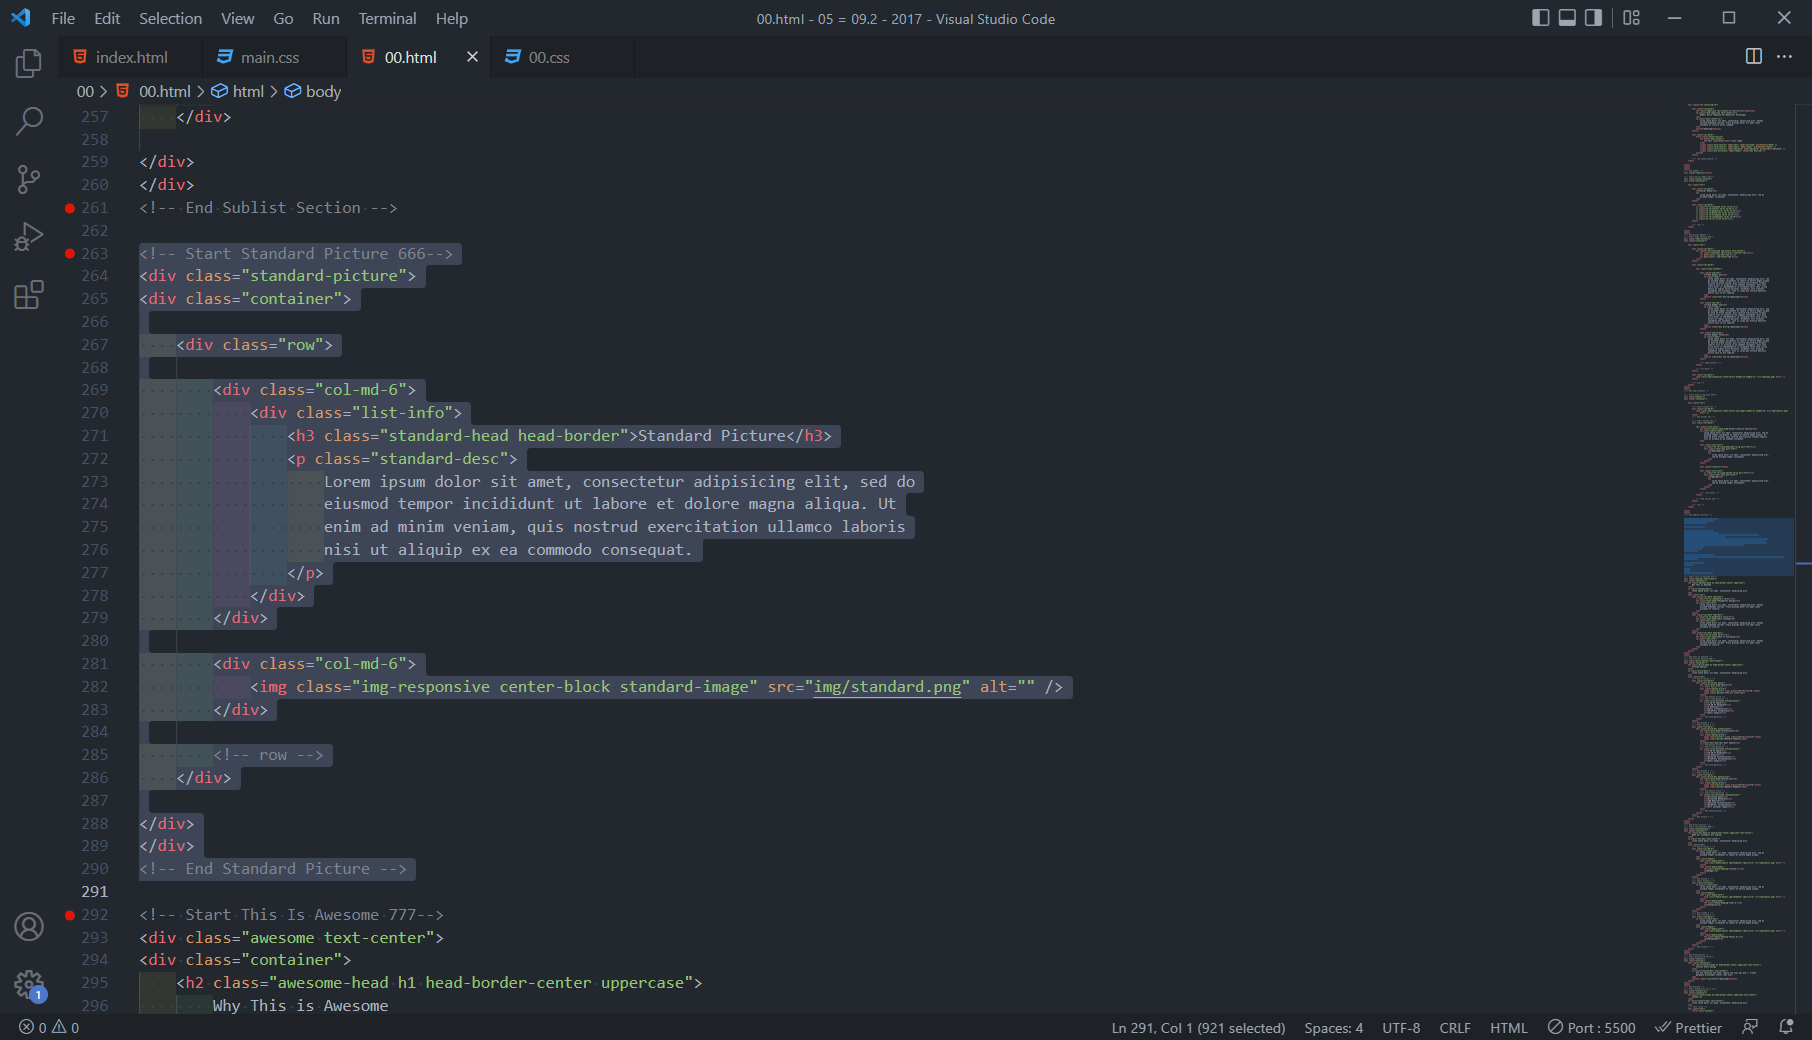 File Edit Selection View Go Run Terminal Help
00.html - 05 = 09.2 - 2017 - Visual Studio Code
index.html main.css 00.html 00.css
00 > 00.html > html > body
257 </div>
258
259 </div>
260 </div>
261 <!-- End Sublist Section -->
262
263 <!-- Start Standard Picture 666-->
264 <div class="standard-picture">
265 <div class="container">
266
267 <div class="row">
268
269 <div class="col-md-6">
270 <div class="list-info">
271 <h3 class="standard-head head-border">Standard Picture</h3>
272 <p class="standard-desc">
273 Lorem ipsum dolor sit amet, consectetur adipisicing elit, sed do
274 eiusmod tempor incididunt ut labore et dolore magna aliqua. Ut
275 enim ad minim veniam, quis nostrud exercitation ullamco laboris
276 nisi ut aliquip ex ea commodo consequat.
277 </p>
278 </div>
279 </div>
280
281 <div class="col-md-6">
282 <img class="img-responsive center-block standard-image" src="img/standard.png" alt="" />
283 </div>
284
285 <!-- row -->
286 </div>
287
288 </div>
289 </div>
290 <!-- End Standard Picture -->
291
292 <!-- Start This Is Awesome 777-->
293 <div class="awesome text-center">
294 <div class="container">
295 <h2 class="awesome-head h1 head-border-center uppercase">
296 Why This is Awesome
1
0 0
Ln 291, Col 1 (921 selected) Spaces: 4 UTF-8 CRLF HTML Port : 5500 Prettier